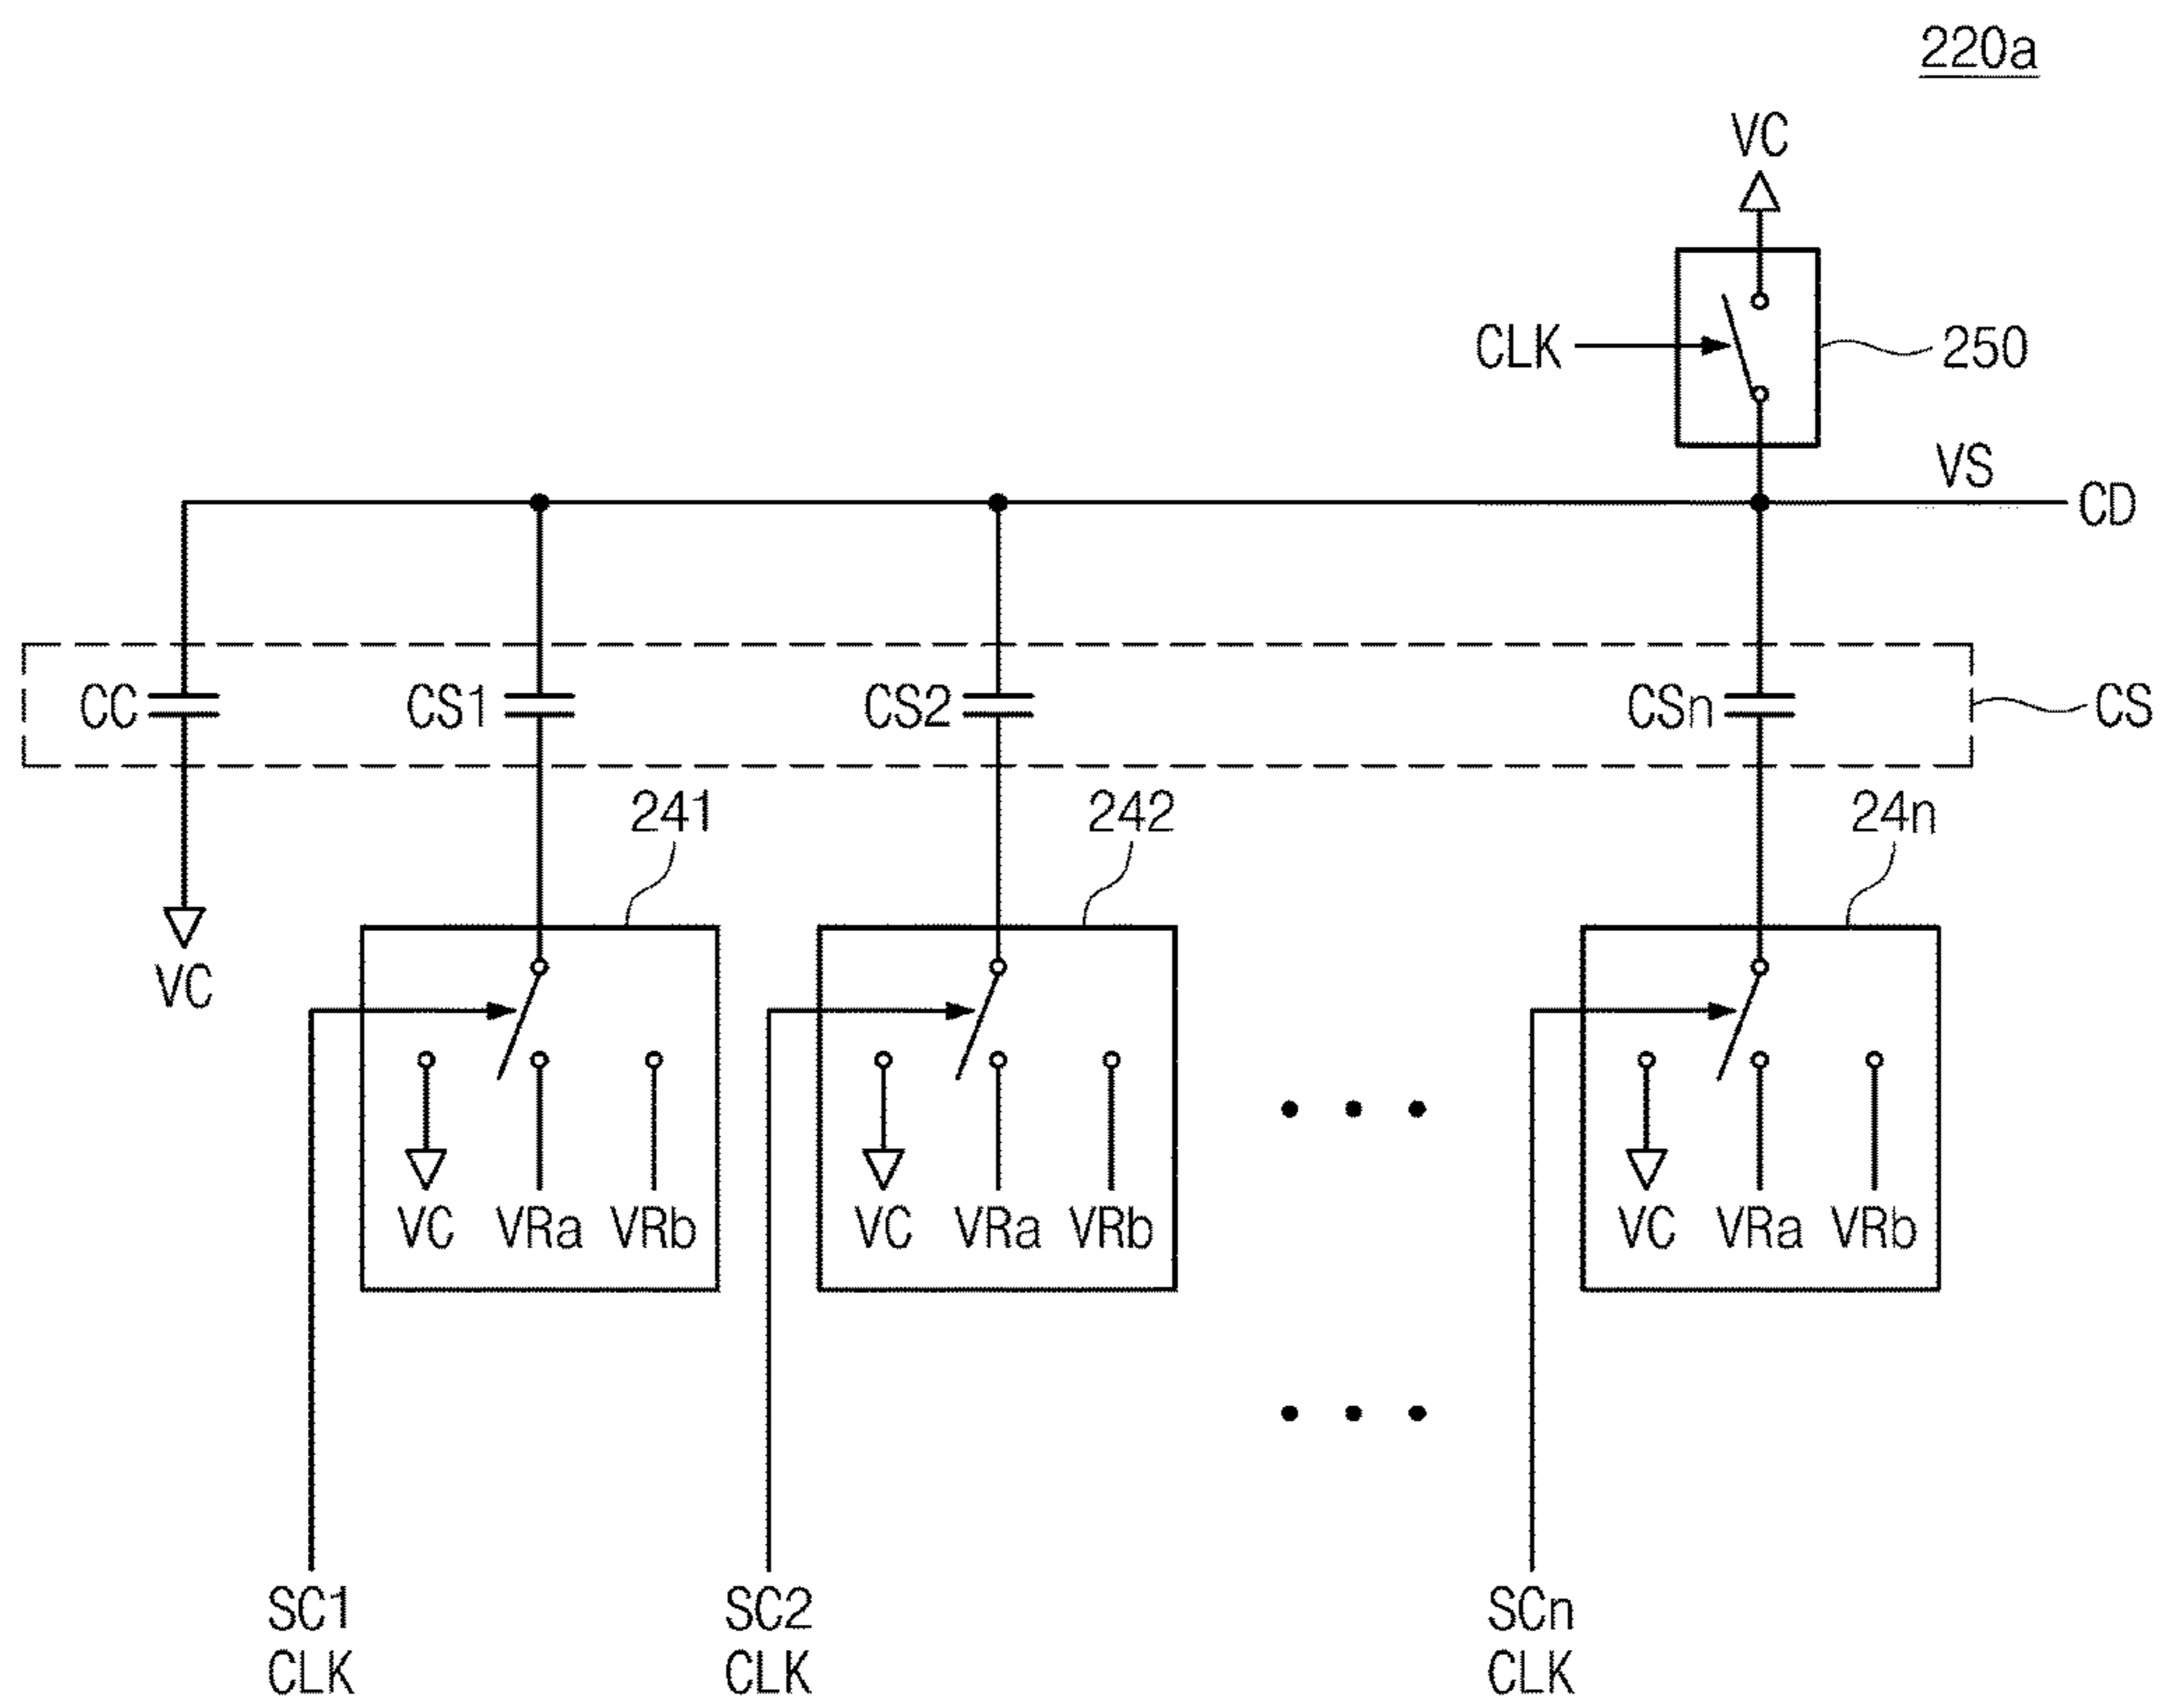 220a
VC
CLK
250
VS
CD
CC
CS1
CS2
CSn
CS
241
242
24n
VC
VC VRa VRb
VC VRa VRb
VC VRa VRb
SC1
CLK
SC2
CLK
SCn
CLK